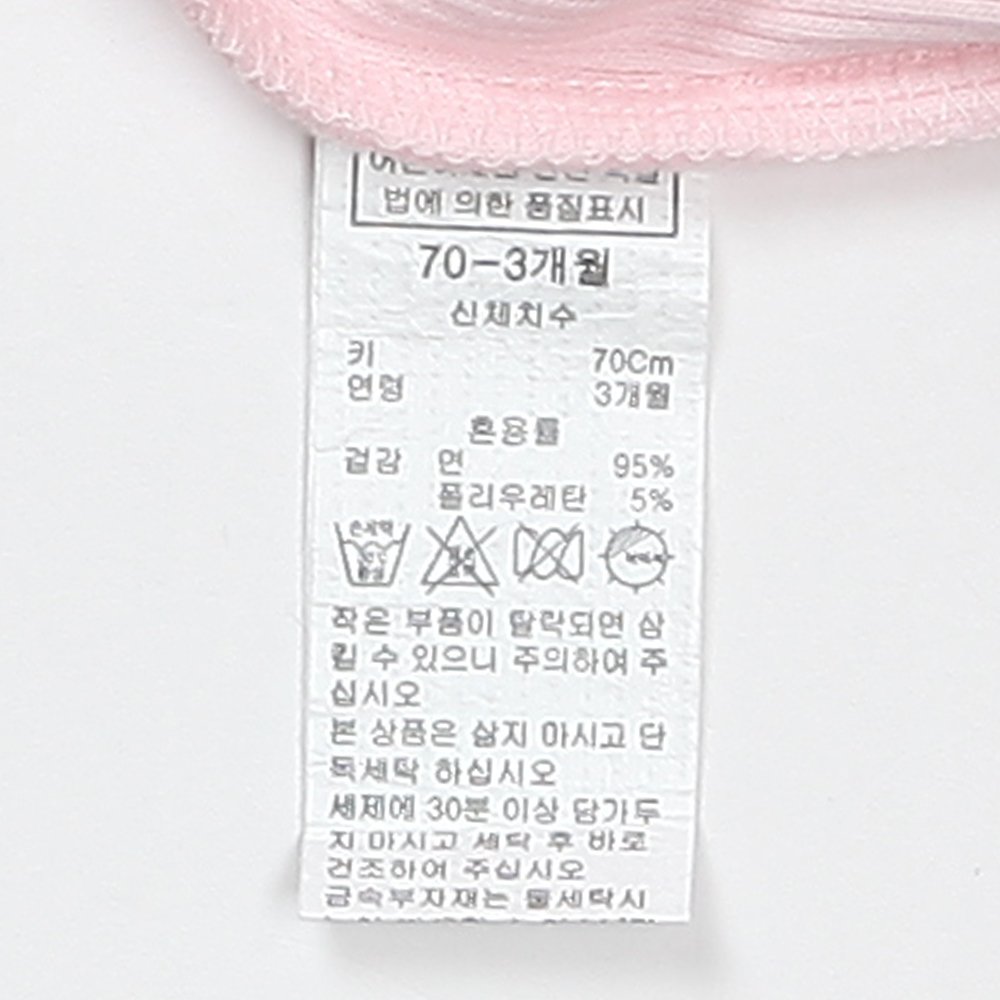 법에 의한 품질표시
70-3개월
신체치수
키 70Cm
연령 3개월
혼용률
겉감 면 95%
폴리우레탄 5%
손세탁
중성
작은 부품이 탈락되면 삼
킬 수 있으니 주의하여 주
십시오
본 상품은 삶지 마시고 단
독세탁 하십시오
세제에 30분 이상 담가두
지 마시고 세탁 후 바로
건조하여 주십시오
금속부자재는 물세탁시